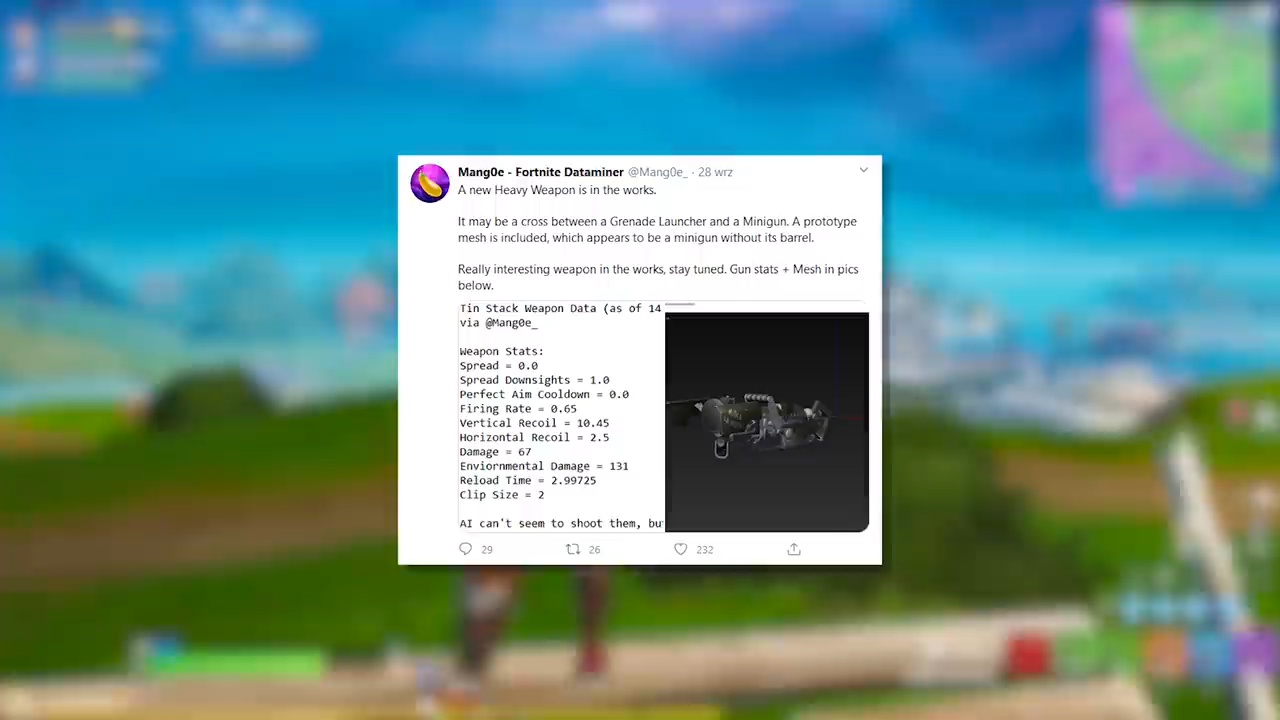 Mang0e - Fortnite Dataminer @Mang0e_ · 28 wrz
A new Heavy Weapon is in the works.
It may be a cross between a Grenade Launcher and a Minigun. A prototype
mesh is included, which appears to be a minigun without its barrel.
Really interesting weapon in the works, stay tuned. Gun stats + Mesh in pics
below.
Tin Stack Weapon Data (as of 14
via @Mang0e_
Weapon Stats:
Spread = 0.0
Spread Downsights = 1.0
Perfect Aim Cooldown = 0.0
Firing Rate = 0.65
Vertical Recoil = 10.45
Horizontal Recoil = 2.5
Damage = 67
Enviornmental Damage = 131
Reload Time = 2.99725
Clip Size = 2
AI can't seem to shoot them, bu
29 26 232